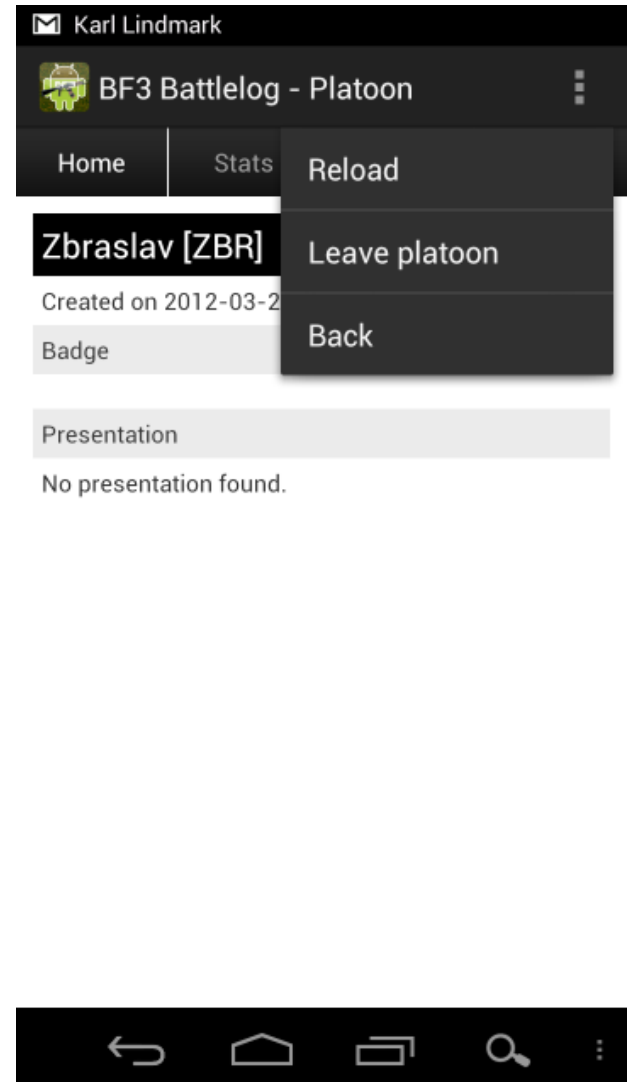 Karl Lindmark
BF3 Battlelog - Platoon
Home Stats
Reload
Leave platoon
Back
Zbraslav [ZBR]
Created on 2012-03-2
Badge
Presentation
No presentation found.